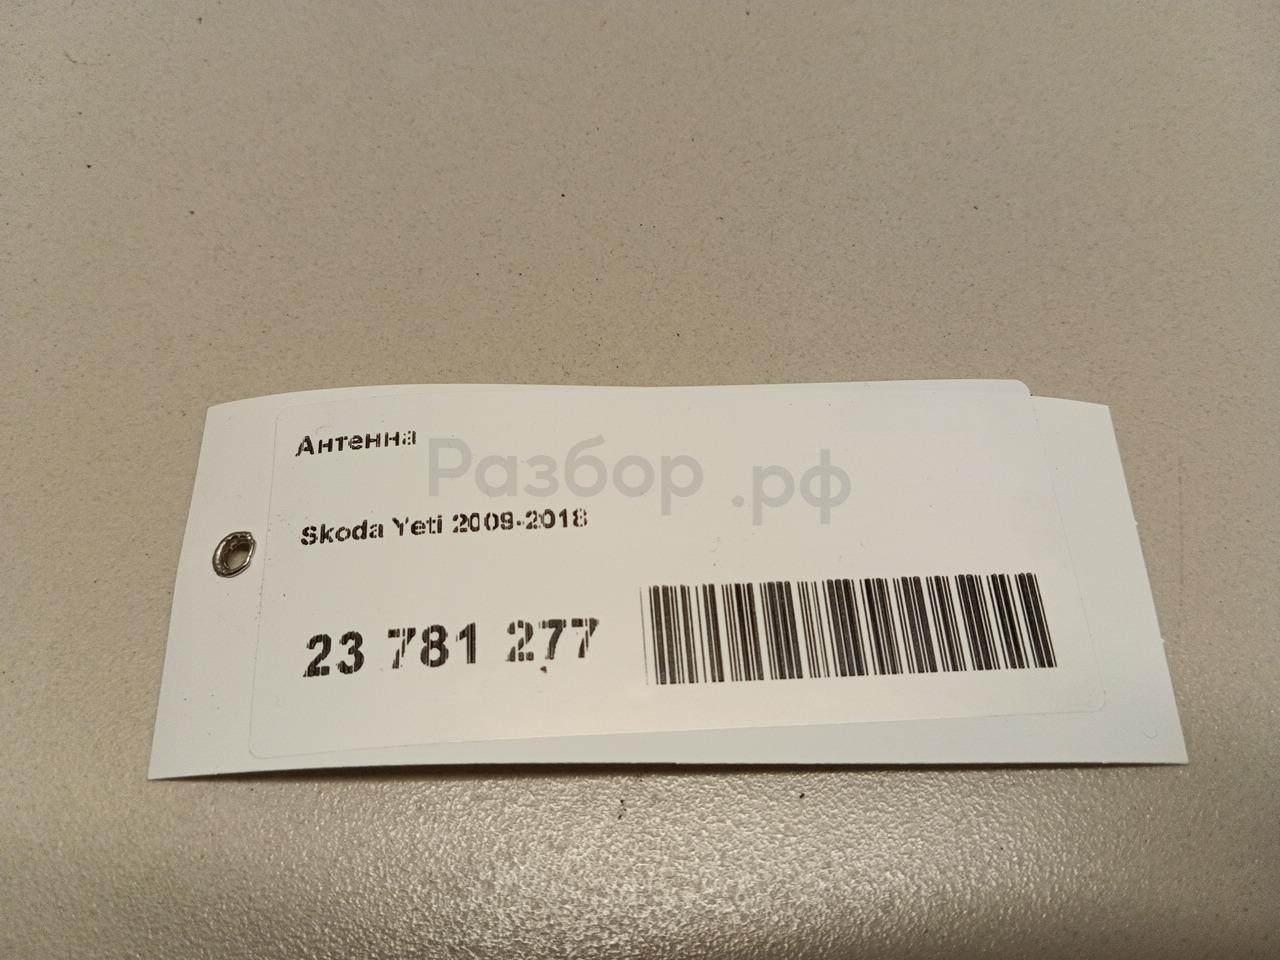 Антенна
Разбор.рф
Skoda Yeti 2009-2018
23 781 277